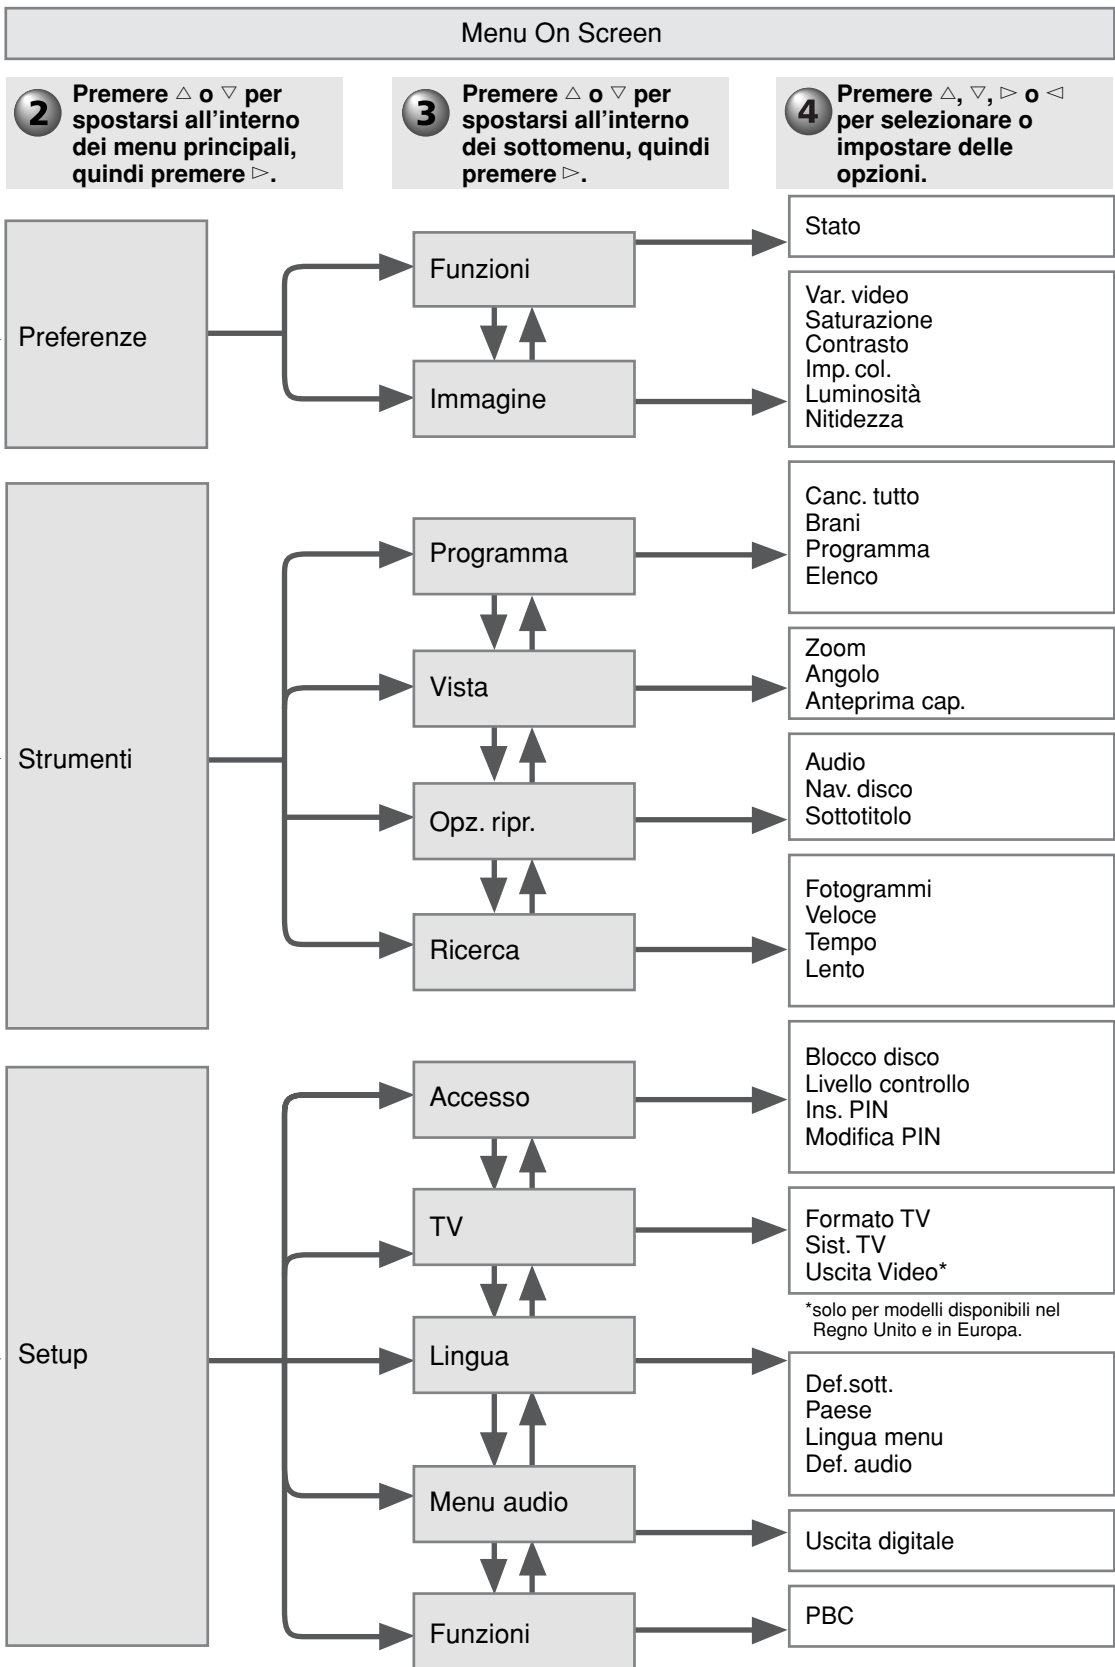 Menu On Screen
2
Premere △ o ▽ per
spostarsi all'interno
dei menu principali,
quindi premere ▷.
3
Premere △ o ▽ per
spostarsi all'interno
dei sottomenu, quindi
premere ▷.
4
Premere △, ▽, ▷ o ◁
per selezionare o
impostare delle
opzioni.
Preferenze
Funzioni
Stato
Immagine
Var. video
Saturazione
Contrasto
Imp. col.
Luminosità
Nitidezza
Strumenti
Programma
Canc. tutto
Brani
Programma
Elenco
Vista
Zoom
Angolo
Anteprima cap.
Opz. ripr.
Audio
Nav. disco
Sottotitolo
Ricerca
Fotogrammi
Veloce
Tempo
Lento
Setup
Accesso
Blocco disco
Livello controllo
Ins. PIN
Modifica PIN
TV
Formato TV
Sist. TV
Uscita Video*
*solo per modelli disponibili nel
Regno Unito e in Europa.
Lingua
Def.sott.
Paese
Lingua menu
Def. audio
Menu audio
Uscita digitale
Funzioni
PBC